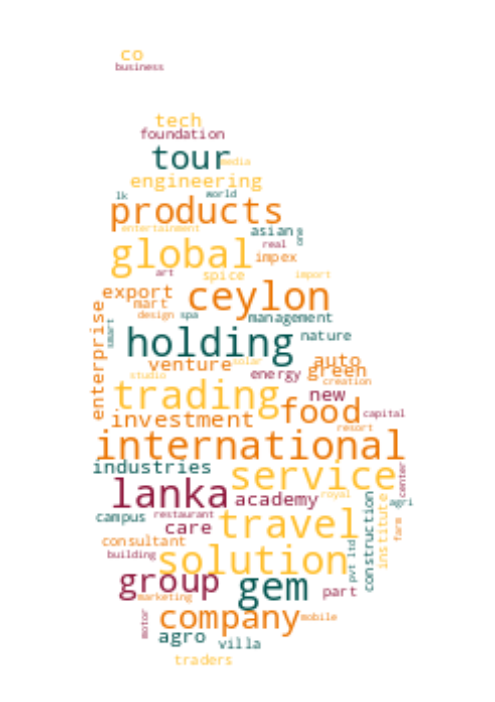 co
business
tech
foundation
tour
media
engineering
lk
world
products
entertainment
asian
one
real
global
impex
art
spice
import
export
ceylon
mart
design
spa
management
smart
holding
nature
enterprise
venture
solar
auto
green
studio
energy
creation
trading
new
food
capital
investment
resort
international
industries
service
center
lanka
academy
royal
agri
campus
restaurant
care
travel
construction
institute
farm
consultant
building
solution
pvt ltd
group
gem
part
marketing
motor
company
mobile
agro
villa
traders